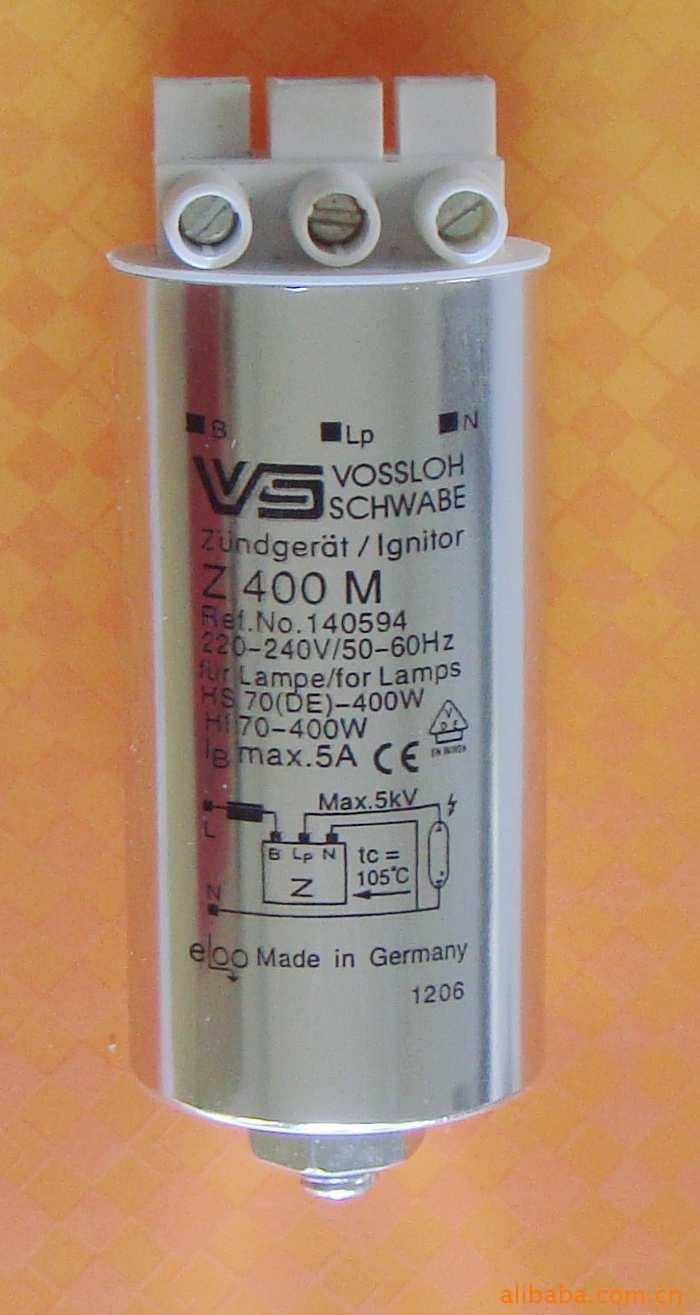 B Lp N
VS VOSSLOH
SCHWABE
Zündgerät / Ignitor
Z 400 M
Ref.No.140594
220-240V/50-60Hz
für Lampe/for Lamps
HS 70(DE)-400W
HI 70-400W
IB max.5A CE
VDE
Max.5kV
L
B Lp N
tc =
105°C
Z
N
eloo Made in Germany
1206
alibaba.com.cn